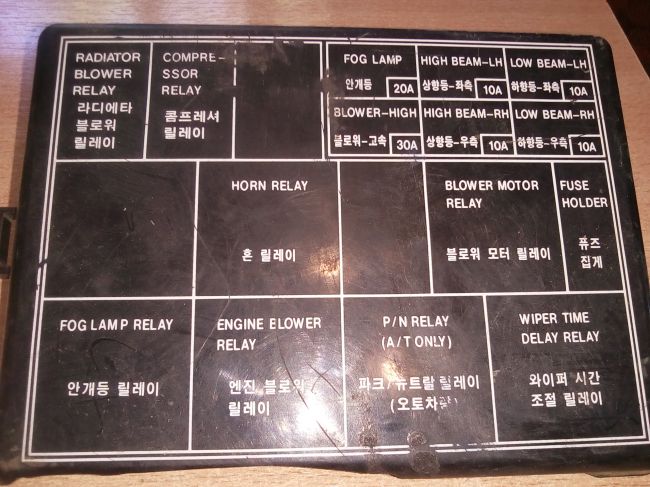 RADIATOR
BLOWER
RELAY
라디에타
블로워
릴레이
COMPRE-
SSOR
RELAY
콤프레셔
릴레이
FOG LAMP
안개등 20A
HIGH BEAM-LH
상향등-좌측 10A
LOW BEAM-LH
하향등-좌측 10A
BLOWER-HIGH
블로워-고속 30A
HIGH BEAM-RH
상향등-우측 10A
LOW BEAM-RH
하향등-우측 10A
HORN RELAY
혼 릴레이
BLOWER MOTOR
RELAY
블로워 모터 릴레이
FUSE
HOLDER
퓨즈
집게
FOG LAMP RELAY
안개등 릴레이
ENGINE BLOWER
RELAY
엔진 블로워
릴레이
P/N RELAY
(A/T ONLY)
파크/뉴트랄 릴레이
(오토차량)
WIPER TIME
DELAY RELAY
와이퍼 시간
조절 릴레이